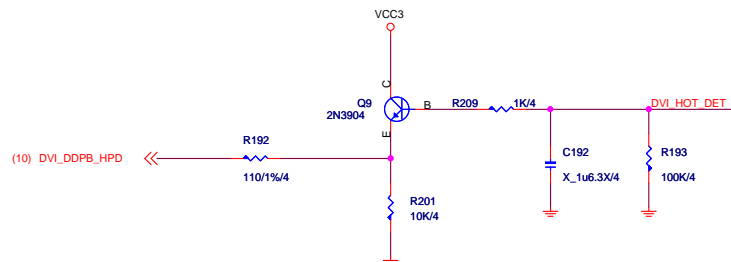 VCC3
C
Q9
2N3904
B
R209
1K/4
DVI_HOT_DET
E
R192
(10) DVI_DDPB_HPD
110/1%/4
C192
X_1u6.3X/4
R193
100K/4
R201
10K/4